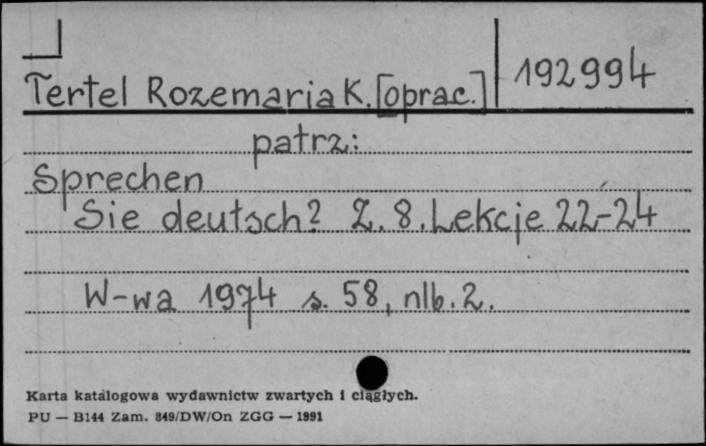 Tertel Rozemaria K. [oprac.] 192994
patrz:
Sprechen
Sie deutsch? Z. 8. Lekcje 22-24
W-wa 1974 s. 58, nlb. 2.
Karta katalogowa wydawnictw zwartych i ciągłych.
PU — B144 Zam. 849/DW/On ZGG — 1991